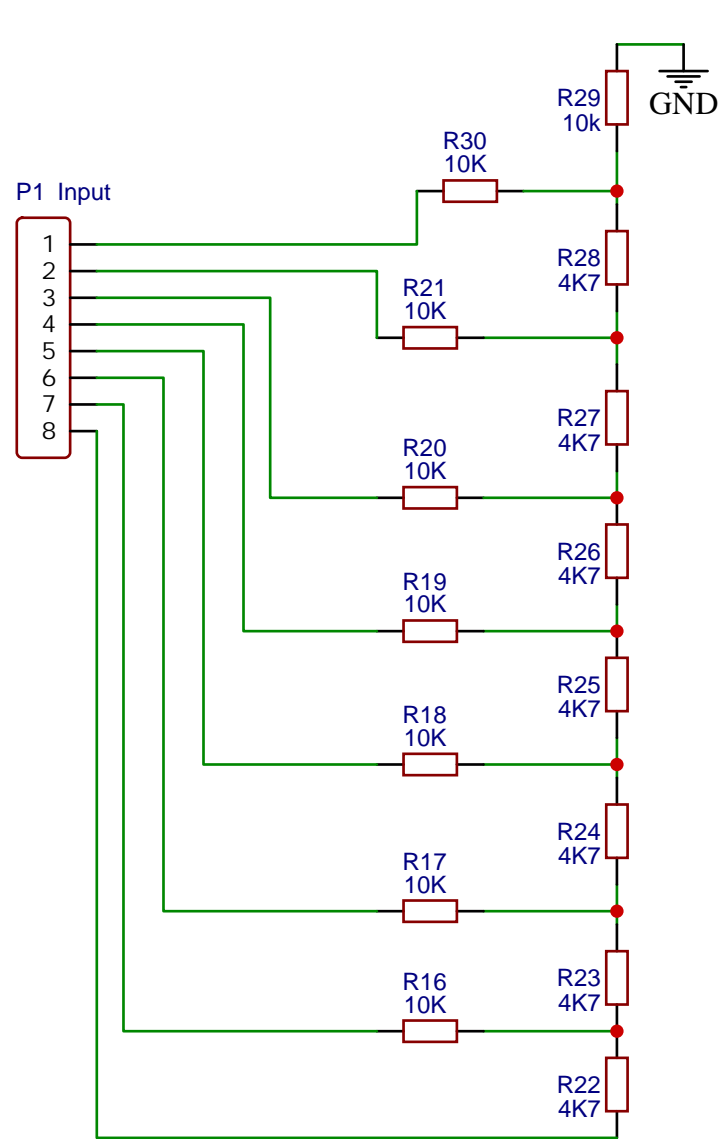 R29
10k
GND
R30
10K
P1 Input
1
2
3
4
5
6
7
8
R28
4K7
R21
10K
R27
4K7
R20
10K
R26
4K7
R19
10K
R25
4K7
R18
10K
R24
4K7
R17
10K
R23
4K7
R16
10K
R22
4K7